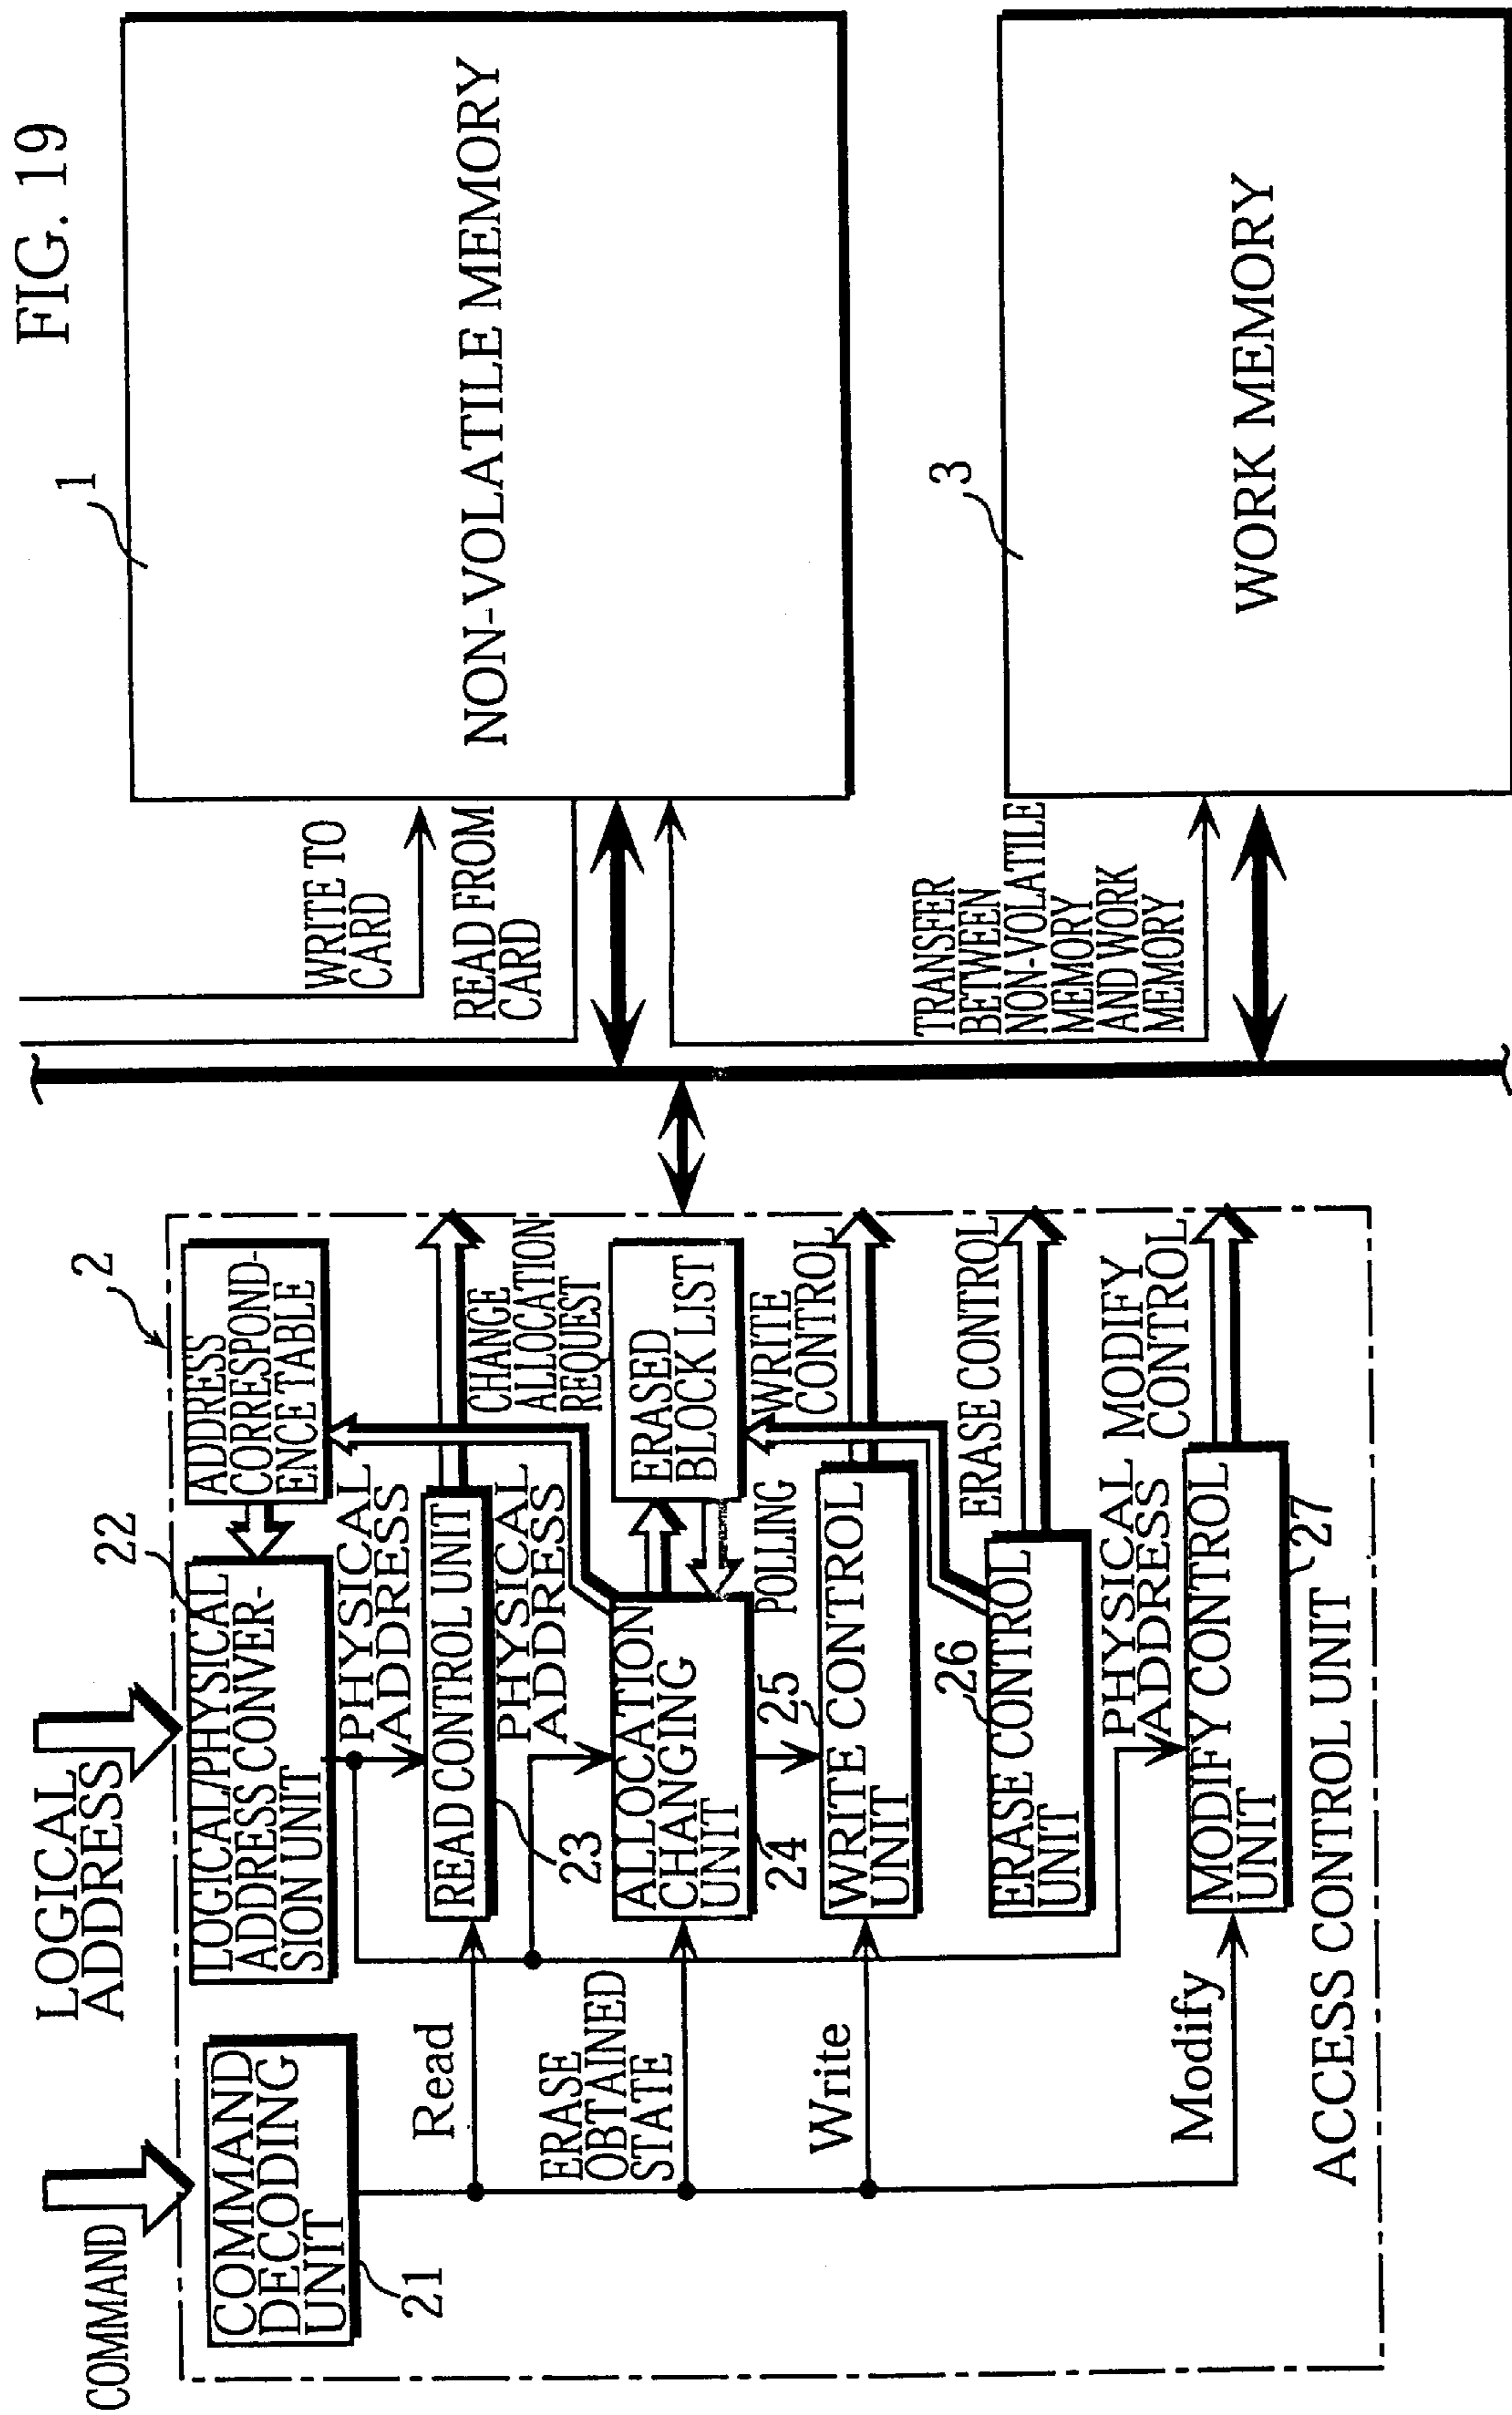 FIG. 19
COMMAND
LOGICAL
ADDRESS
2
COMMAND
DECODING
UNIT
21
LOGICAL/PHYSICAL
ADDRESS CONVER-
SION UNIT
22
ADDRESS
CORRESPOND-
ENCE TABLE
PHYSICAL
ADDRESS
Read
READ CONTROL UNIT
23
PHYSICAL
ADDRESS
CHANGE
ALLOCATION
REQUEST
ERASE
OBTAINED
STATE
ALLOCATION
CHANGING
UNIT
24
ERASED
BLOCK LIST
POLLING
WRITE
CONTROL
Write
WRITE CONTROL
UNIT
25
ERASE CONTROL
UNIT
26
ERASE CONTROL
PHYSICAL
ADDRESS
MODIFY
CONTROL
Modify
MODIFY CONTROL
UNIT
27
ACCESS CONTROL UNIT
WRITE TO
CARD
READ FROM
CARD
1
NON-VOLATILE MEMORY
TRANSFER
BETWEEN
NON-VOLATILE
MEMORY
AND WORK
MEMORY
3
WORK MEMORY